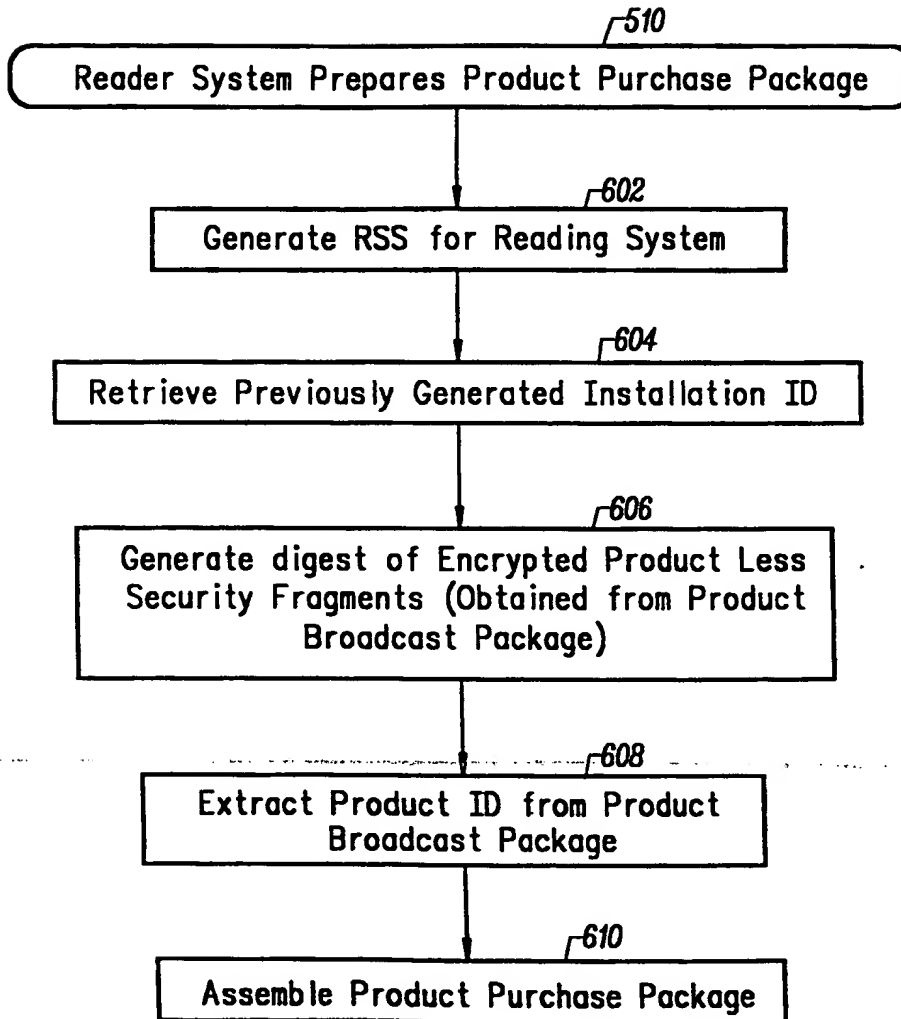 510
Reader System Prepares Product Purchase Package
602
Generate RSS for Reading System
604
Retrieve Previously Generated Installation ID
606
Generate digest of Encrypted Product Less
Security Fragments (Obtained from Product
Broadcast Package)
608
Extract Product ID from Product
Broadcast Package
610
Assemble Product Purchase Package